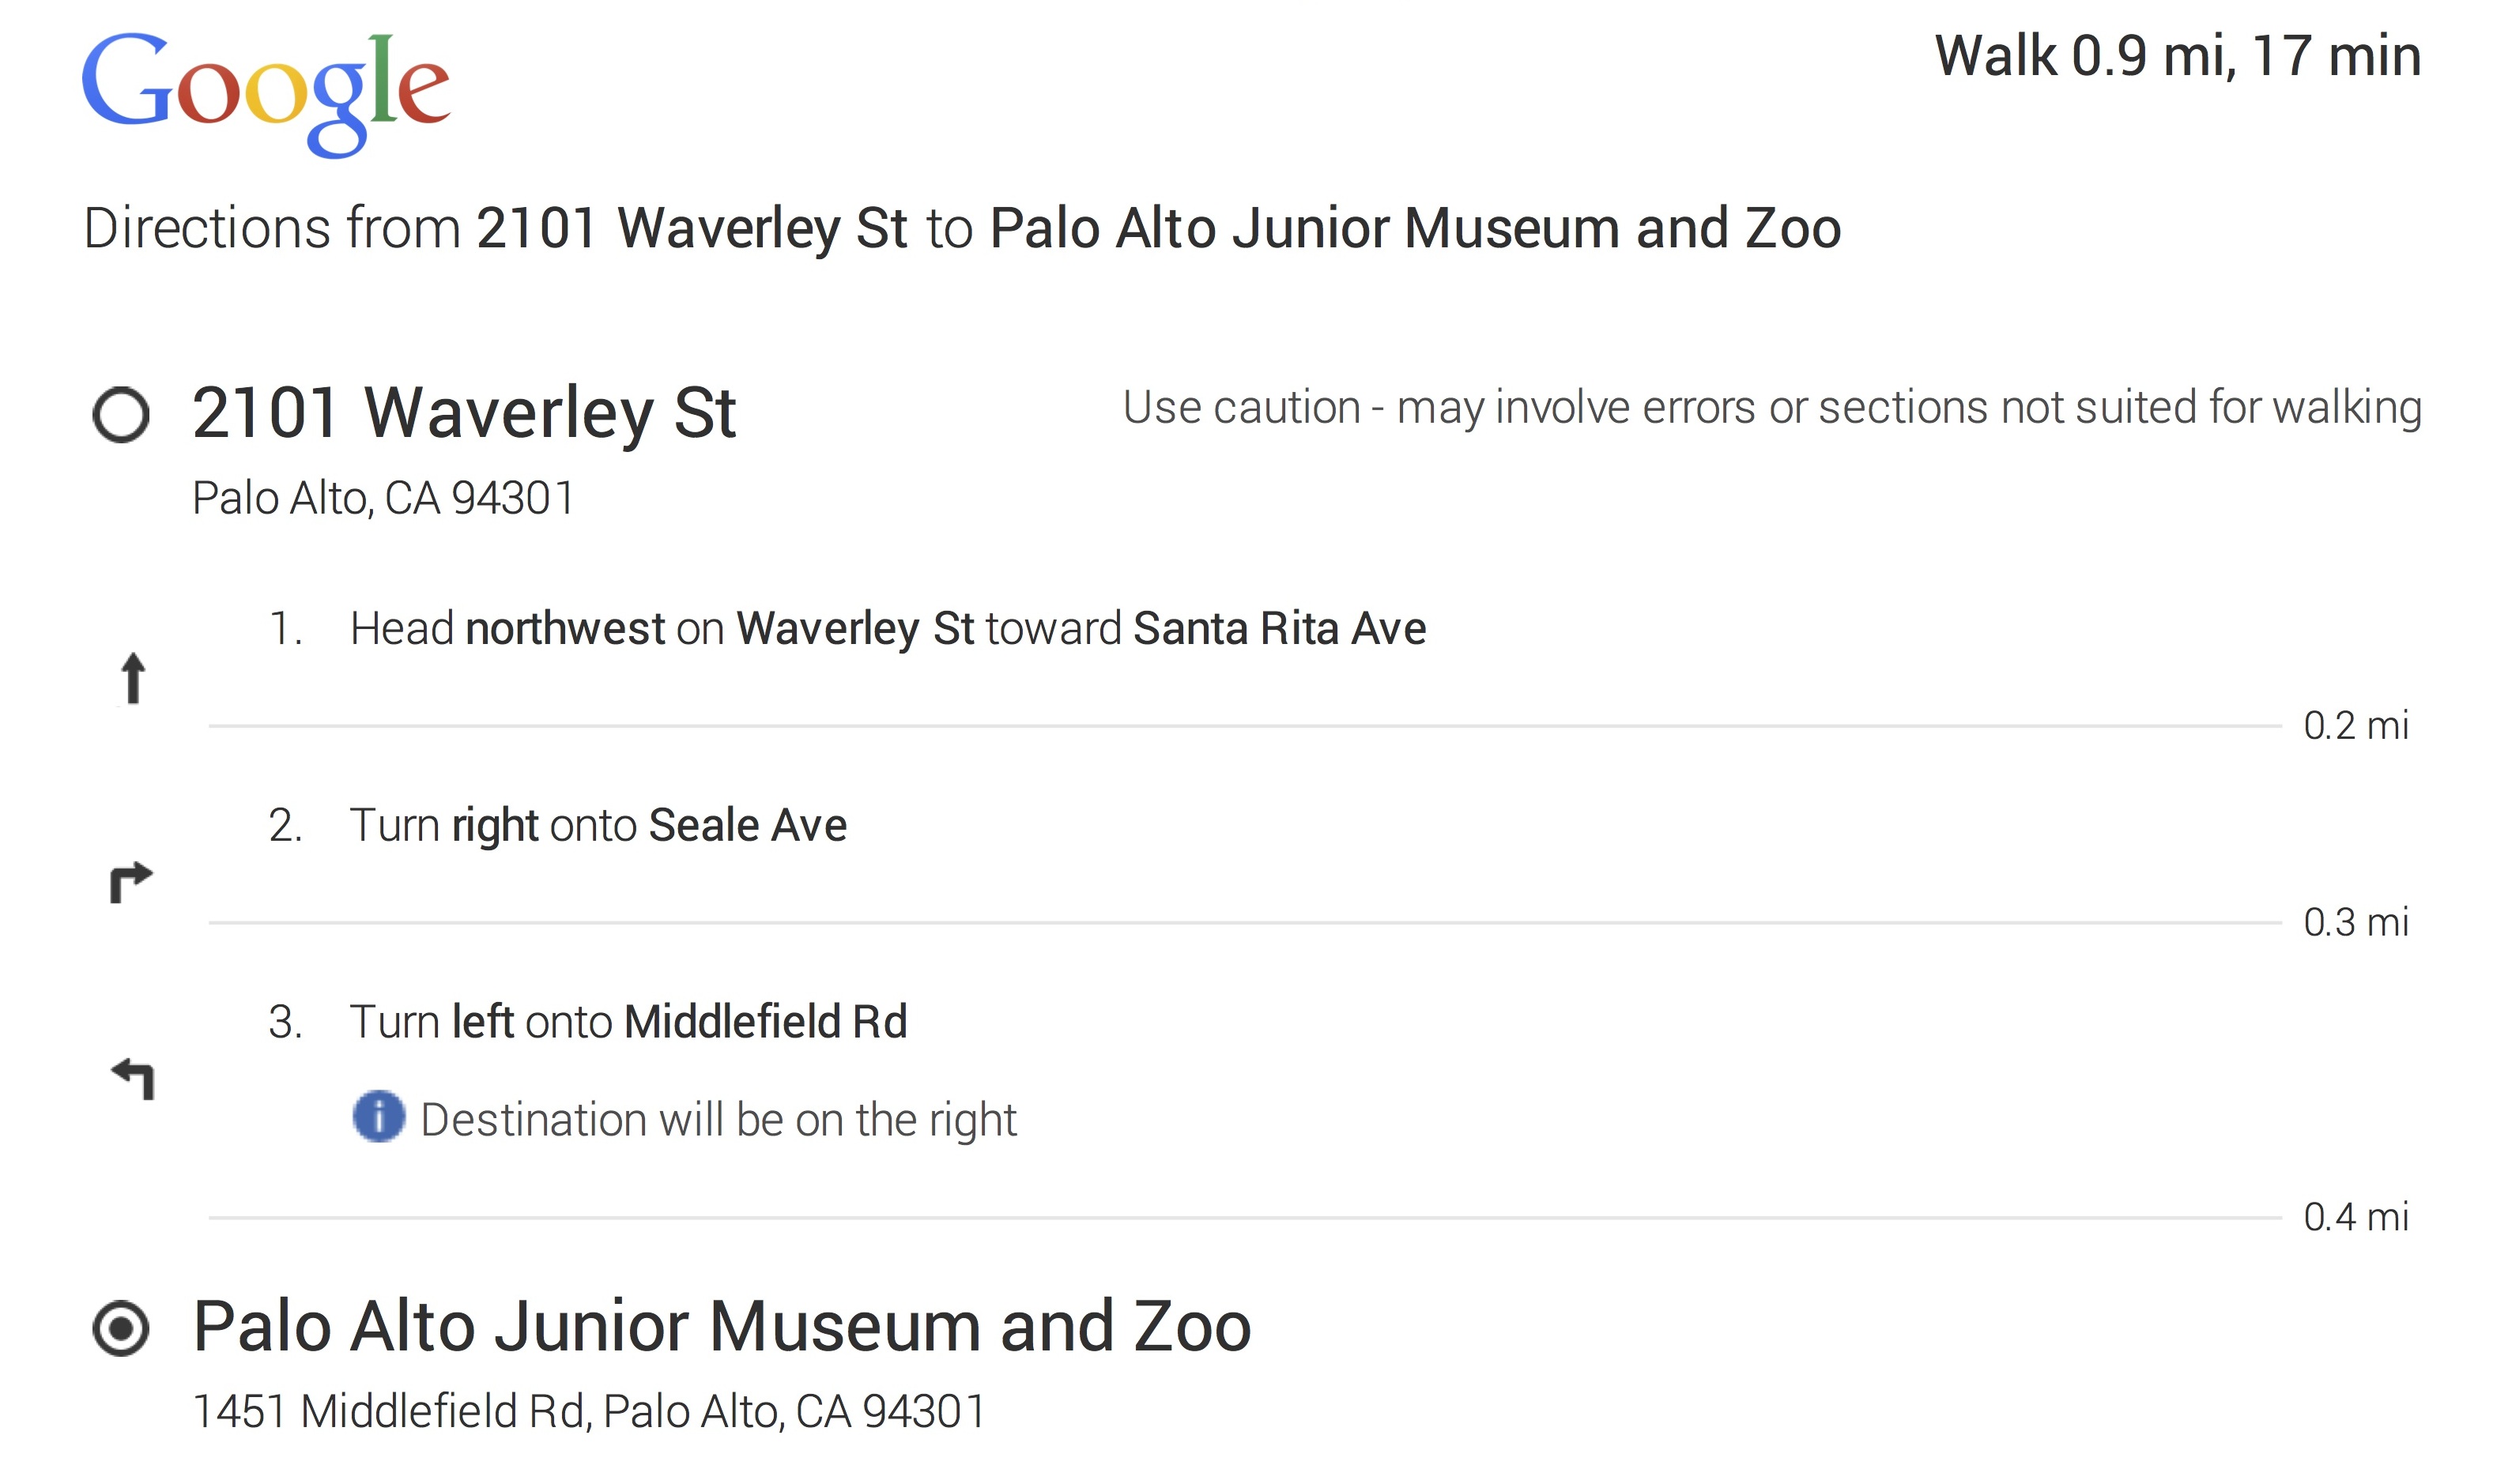 Google
Walk 0.9 mi, 17 min
Directions from 2101 Waverley St to Palo Alto Junior Museum and Zoo
2101 Waverley St
Use caution - may involve errors or sections not suited for walking
Palo Alto, CA 94301
1. Head northwest on Waverley St toward Santa Rita Ave
0.2 mi
2. Turn right onto Seale Ave
0.3 mi
3. Turn left onto Middlefield Rd
i Destination will be on the right
0.4 mi
Palo Alto Junior Museum and Zoo
1451 Middlefield Rd, Palo Alto, CA 94301